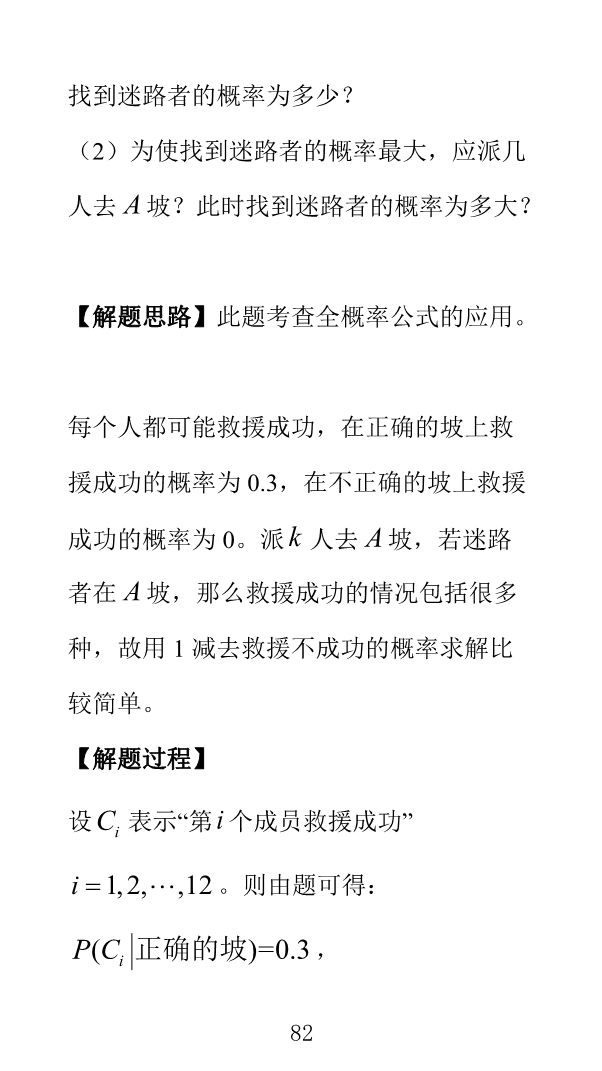 找到迷路者的概率为多少？
（2）为使找到迷路者的概率最大，应派几
人去 A 坡？此时找到迷路者的概率为多大？
【解题思路】此题考查全概率公式的应用。
每个人都可能救援成功，在正确的坡上救
援成功的概率为 0.3，在不正确的坡上救援
成功的概率为 0。派 k 人去 A 坡，若迷路
者在 A 坡，那么救援成功的情况包括很多
种，故用 1 减去救援不成功的概率求解比
较简单。
【解题过程】
设 C_i 表示“第 i 个成员救援成功”
i = 1, 2, ⋯, 12 。则由题可得：
P(C_i|正确的坡)=0.3，
82